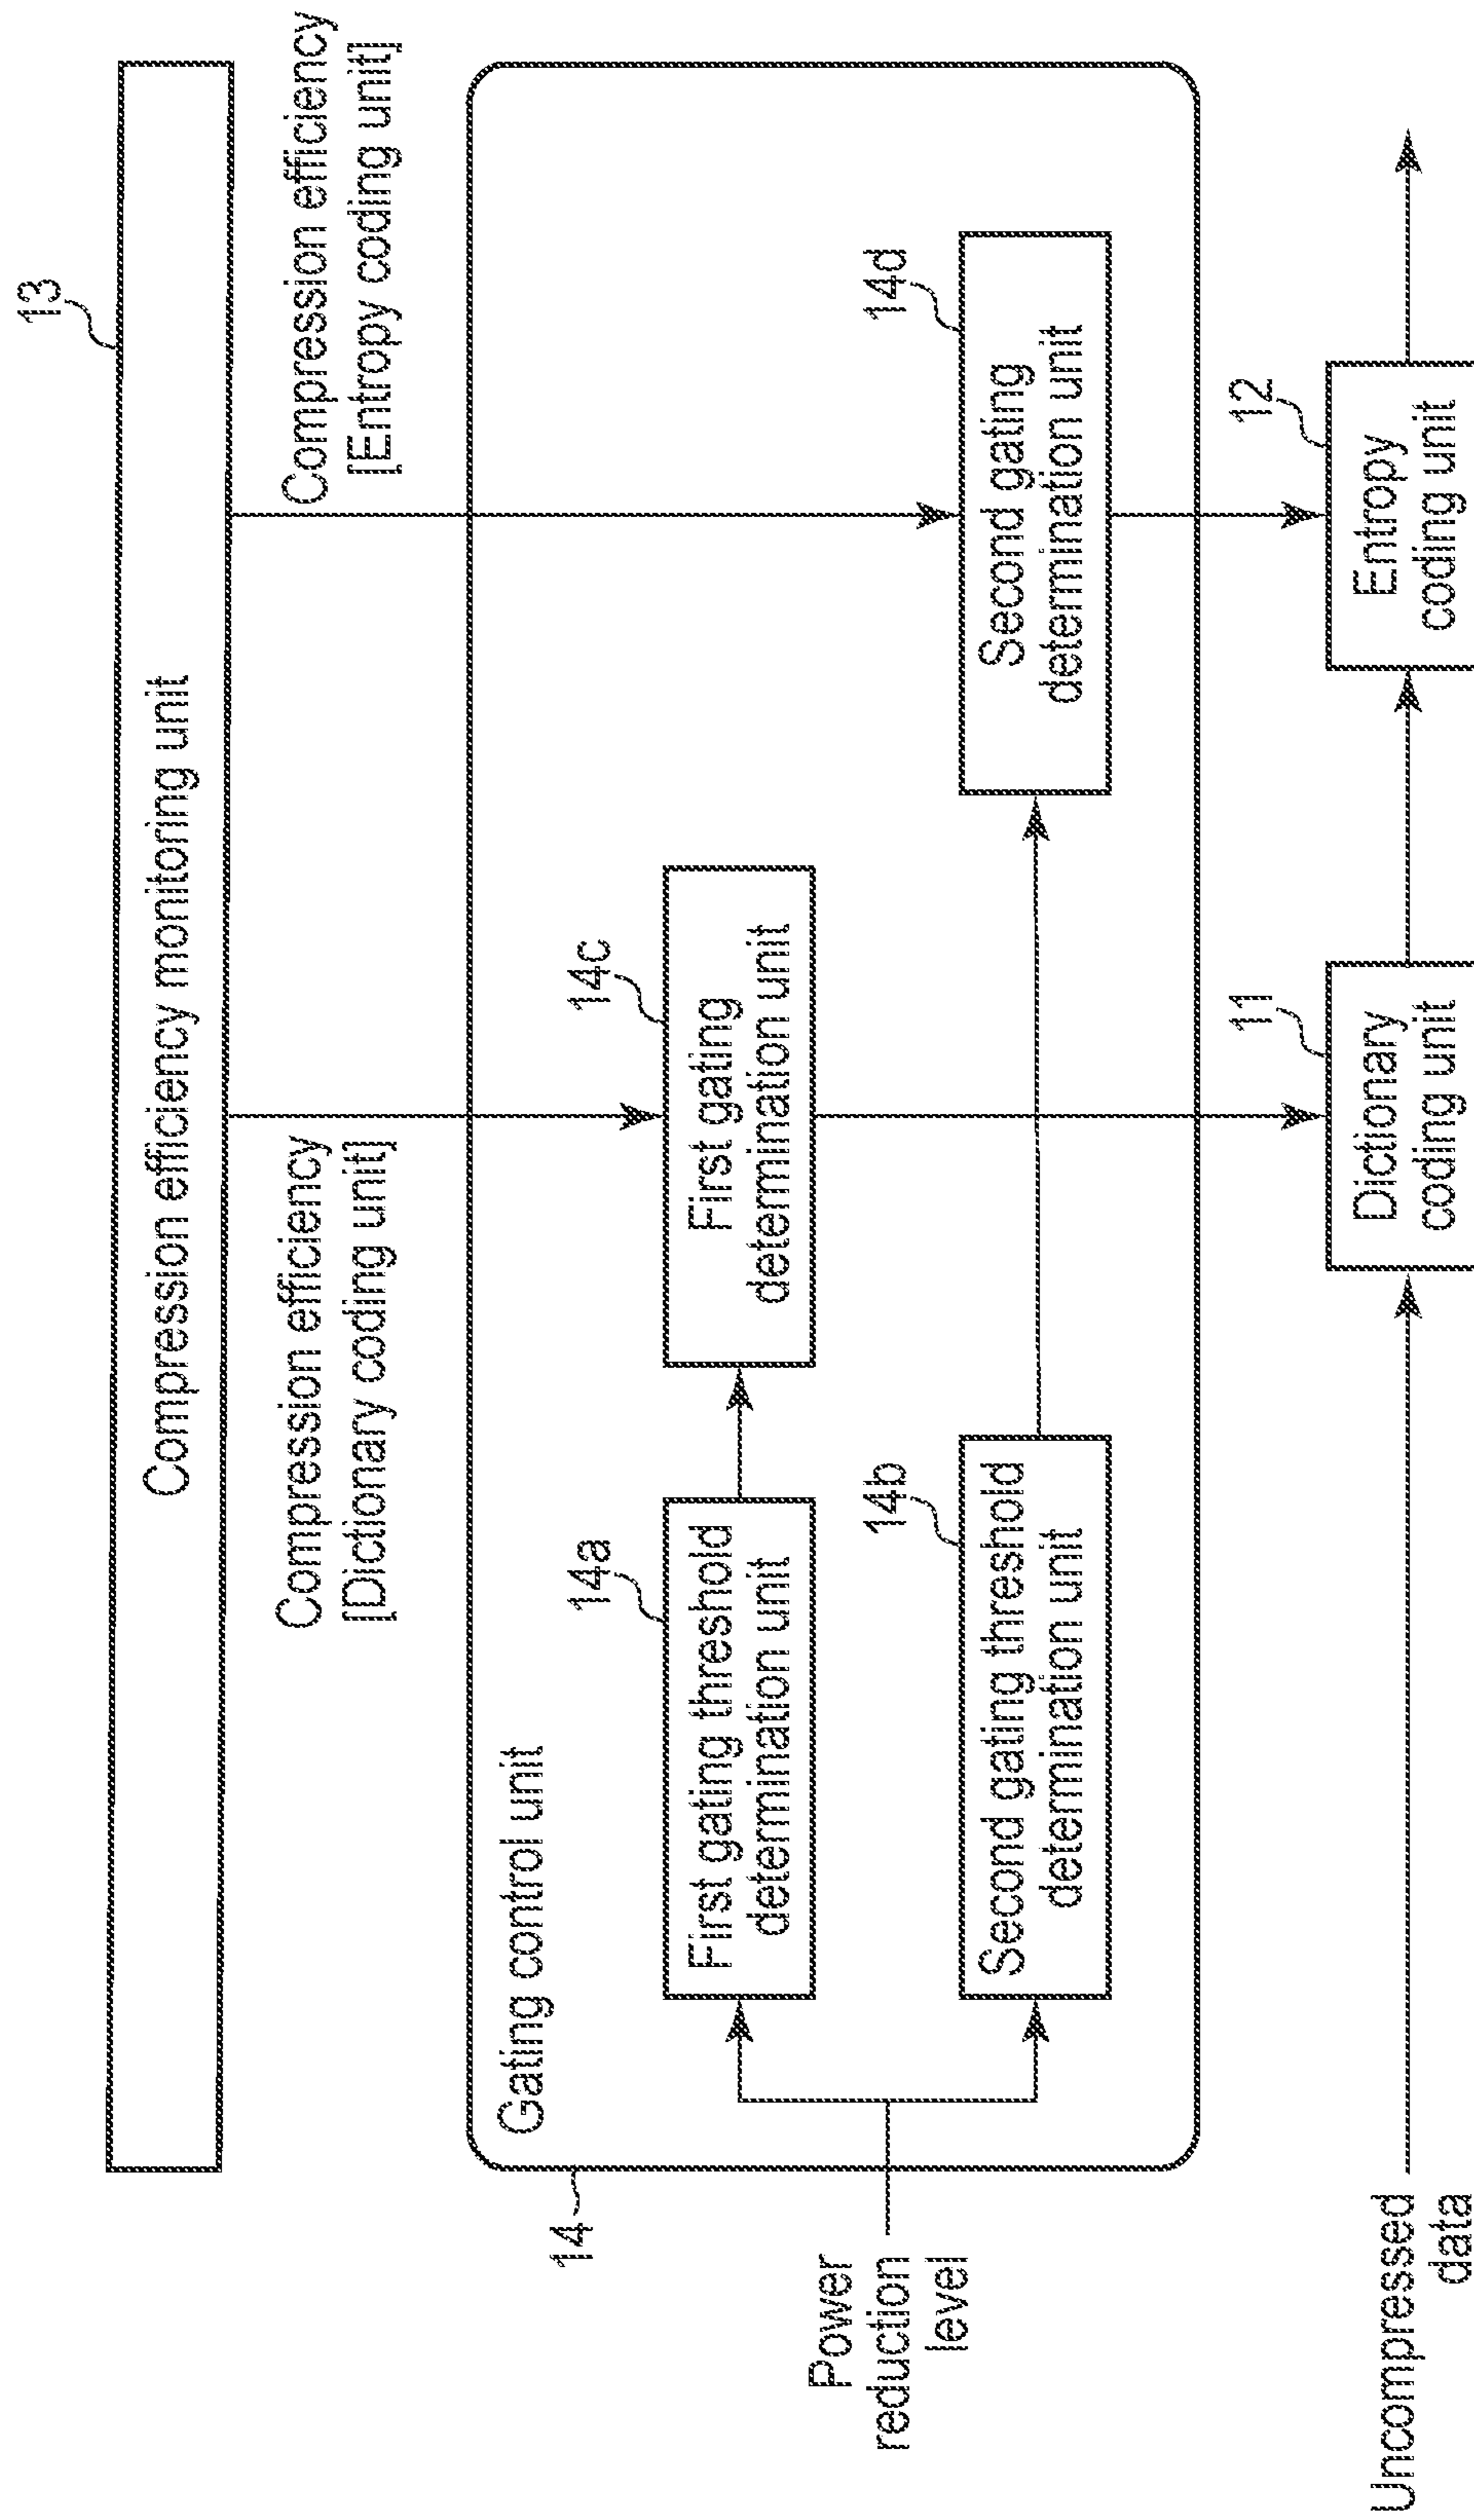 13
Compression efficiency monitoring unit
Compression efficiency
[Dictionary coding unit]
Compression efficiency
[Entropy coding unit]
14
Gating control unit
14a
First gating threshold
determination unit
14c
First gating
determination unit
Power
reduction
level
14b
Second gating threshold
determination unit
14d
Second gating
determination unit
Uncompressed
data
11
Dictionary
coding unit
12
Entropy
coding unit